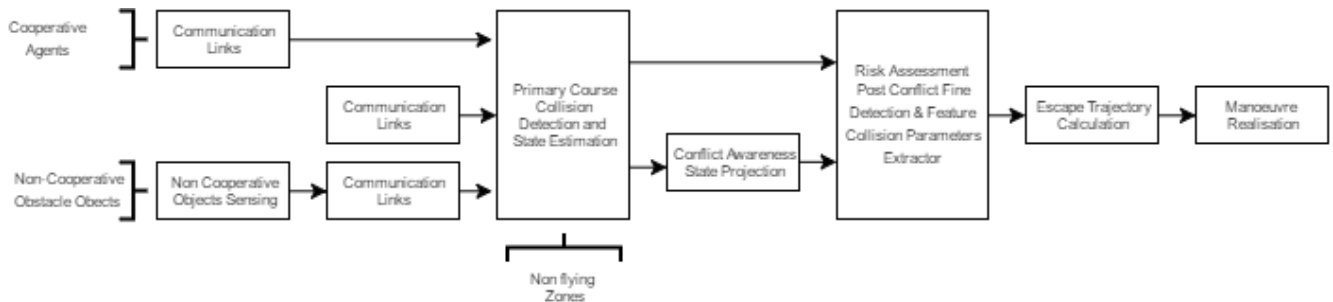 Cooperative
Agents
Communication
Links
Communication
Links
Non-Cooperative
Obstacle Obects
Non Cooperative
Objects Sensing
Communication
Links
Primary Course
Collision
Detection and
State Estimation
Non flying
Zones
Conflict Awareness
State Projection
Risk Assessment
Post Conflict Fine
Detection & Feature
Collision Parameters
Extractor
Escape Trajectory
Calculation
Manoeuvre
Realisation